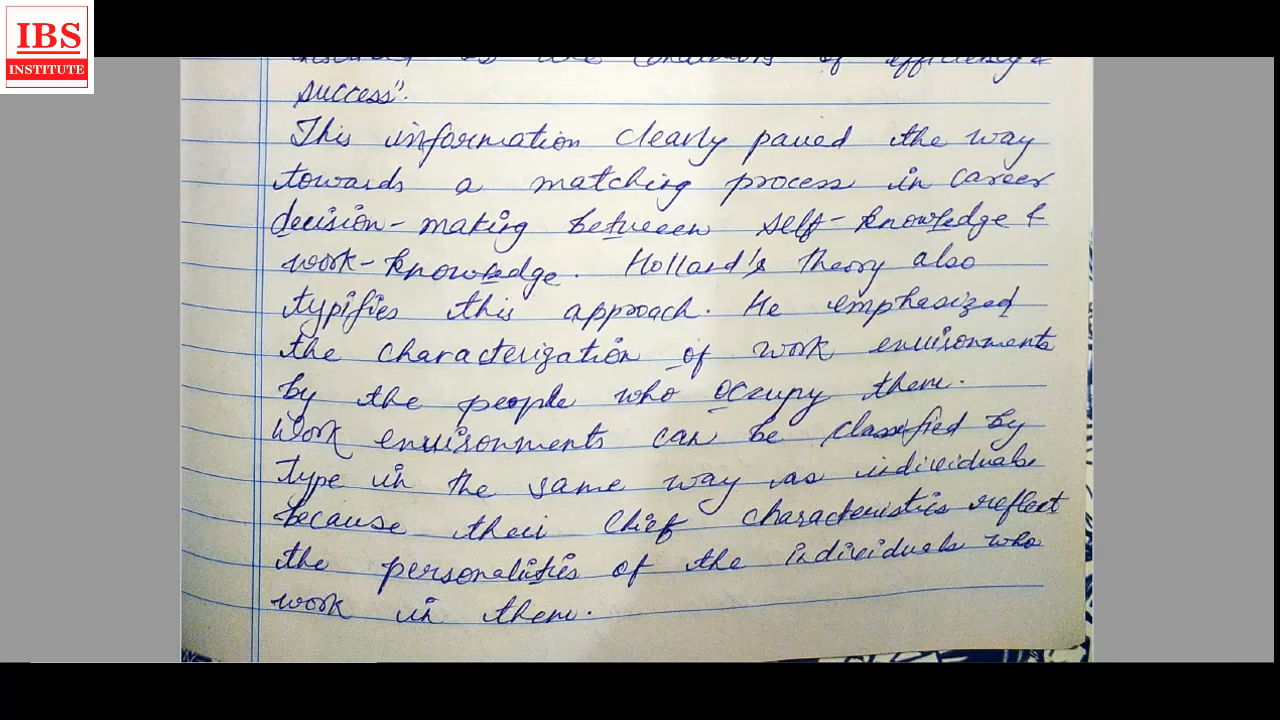 IBS
INSTITUTE
of efficiency &
success".
This information clearly paved the way
towards a matching process in career
decision-making between self-knowledge &
work-knowledge. Holland's theory also
typifies this approach. He emphasized
the characterization of work environments
by the people who occupy them.
Work environments can be classified by
type in the same way as individuals
because their chief characteristics reflect
the personalities of the individuals who
work in them.